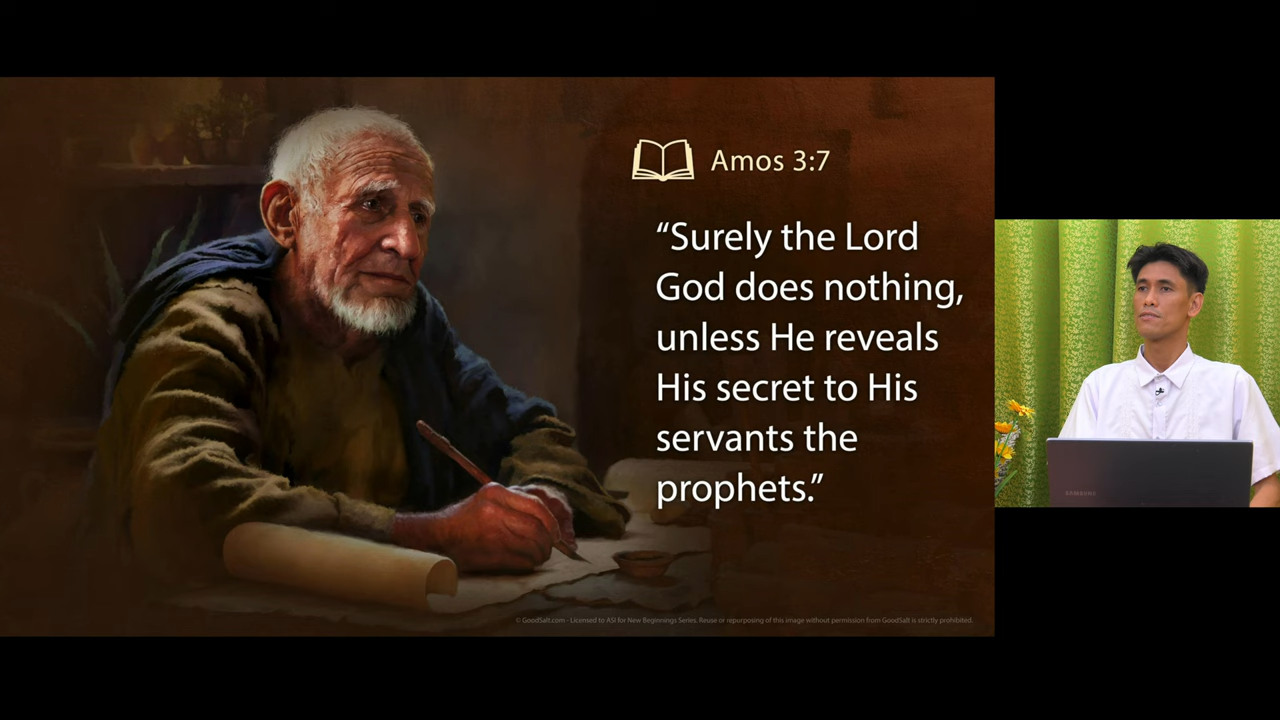 Amos 3:7
“Surely the Lord
God does nothing,
unless He reveals
His secret to His
servants the
prophets.”
© GoodSalt.com - Licensed to ASI for New Beginnings Series. Reuse or repurposing of this image without permission from GoodSalt is strictly prohibited.
SAMSUNG